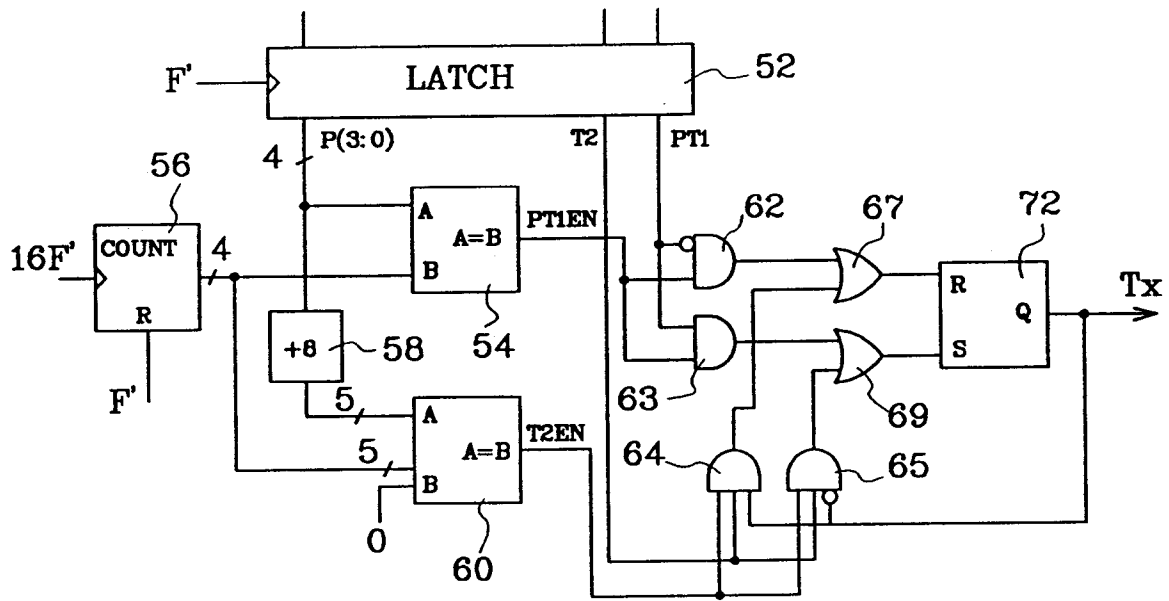 LATCH
52
F'
P(3:0)
T2
PT1
4
56
COUNT
16F'
4
R
F'
A
A=B
B
54
PT1EN
62
67
72
Tx
R
Q
S
+8
58
63
69
5
A
T2EN
A=B
5
B
0
60
64
65